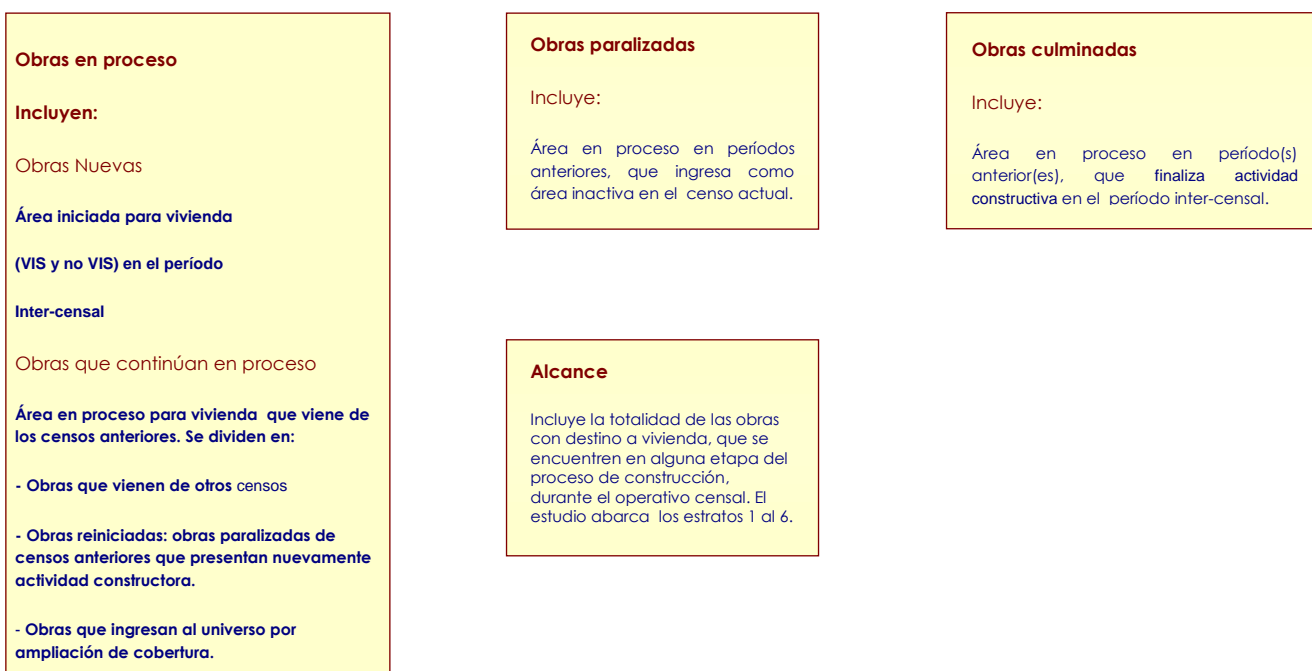 Obras en proceso
Incluyen:
Obras Nuevas
Área iniciada para vivienda
(VIS y no VIS) en el período
Inter-censal
Obras que continúan en proceso
Área en proceso para vivienda que viene de
los censos anteriores. Se dividen en:
- Obras que vienen de otros censos
- Obras reiniciadas: obras paralizadas de
censos anteriores que presentan nuevamente
actividad constructora.
- Obras que ingresan al universo por
ampliación de cobertura.
Obras paralizadas
Incluye:
Área en proceso en períodos
anteriores, que ingresa como
área inactiva en el censo actual.
Obras culminadas
Incluye:
Área en proceso en período(s)
anterior(es), que finaliza actividad
constructiva en el período inter-censal.
Alcance
Incluye la totalidad de las obras
con destino a vivienda, que se
encuentren en alguna etapa del
proceso de construcción,
durante el operativo censal. El
estudio abarca los estratos 1 al 6.